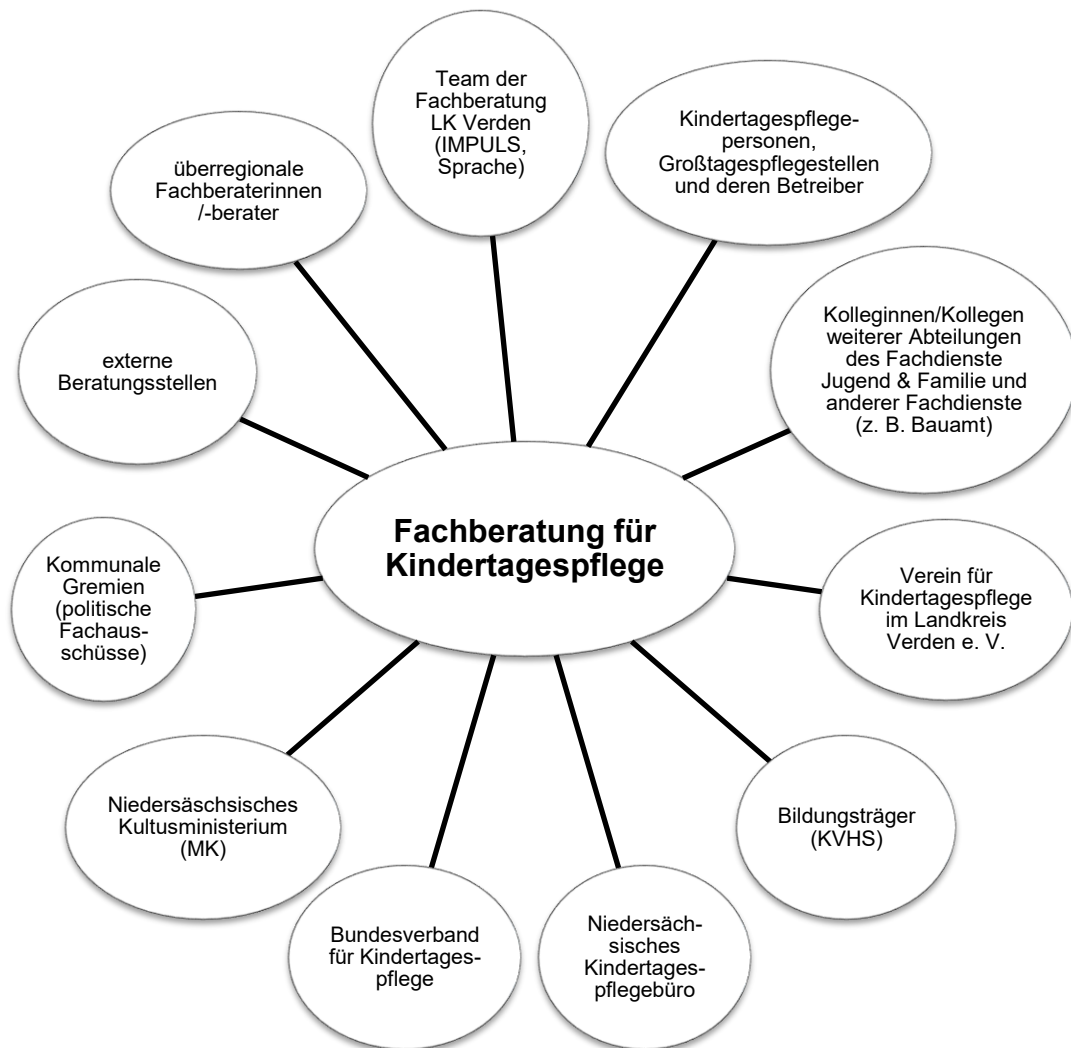 Team der
Fachberatung
LK Verden
(IMPULS,
Sprache)
Kindertagespflege-
personen,
Großtagespflegestellen
und deren Betreiber
überregionale
Fachberaterinnen
/-berater
Kolleginnen/Kollegen
weiterer Abteilungen
des Fachdienste
Jugend & Familie und
anderer Fachdienste
(z. B. Bauamt)
externe
Beratungsstellen
Fachberatung für
Kindertagespflege
Kommunale
Gremien
(politische
Fachaus-
schüsse)
Verein für
Kindertagespflege
im Landkreis
Verden e. V.
Niedersäschsisches
Kultusministerium
(MK)
Bildungsträger
(KVHS)
Bundesverband
für Kindertages-
pflege
Niedersäch-
sisches
Kindertages-
pflegebüro